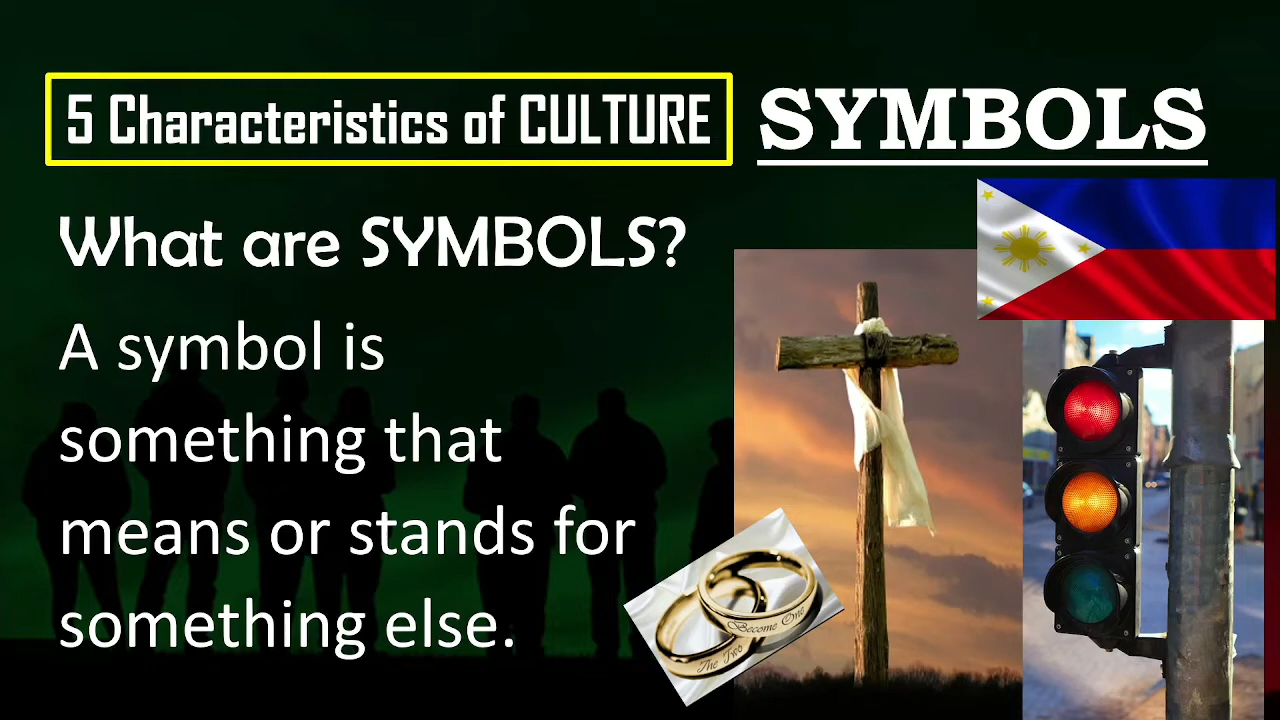 5 Characteristics of CULTURE
SYMBOLS
What are SYMBOLS?
A symbol is
something that
means or stands for
something else.
Become One
The Two